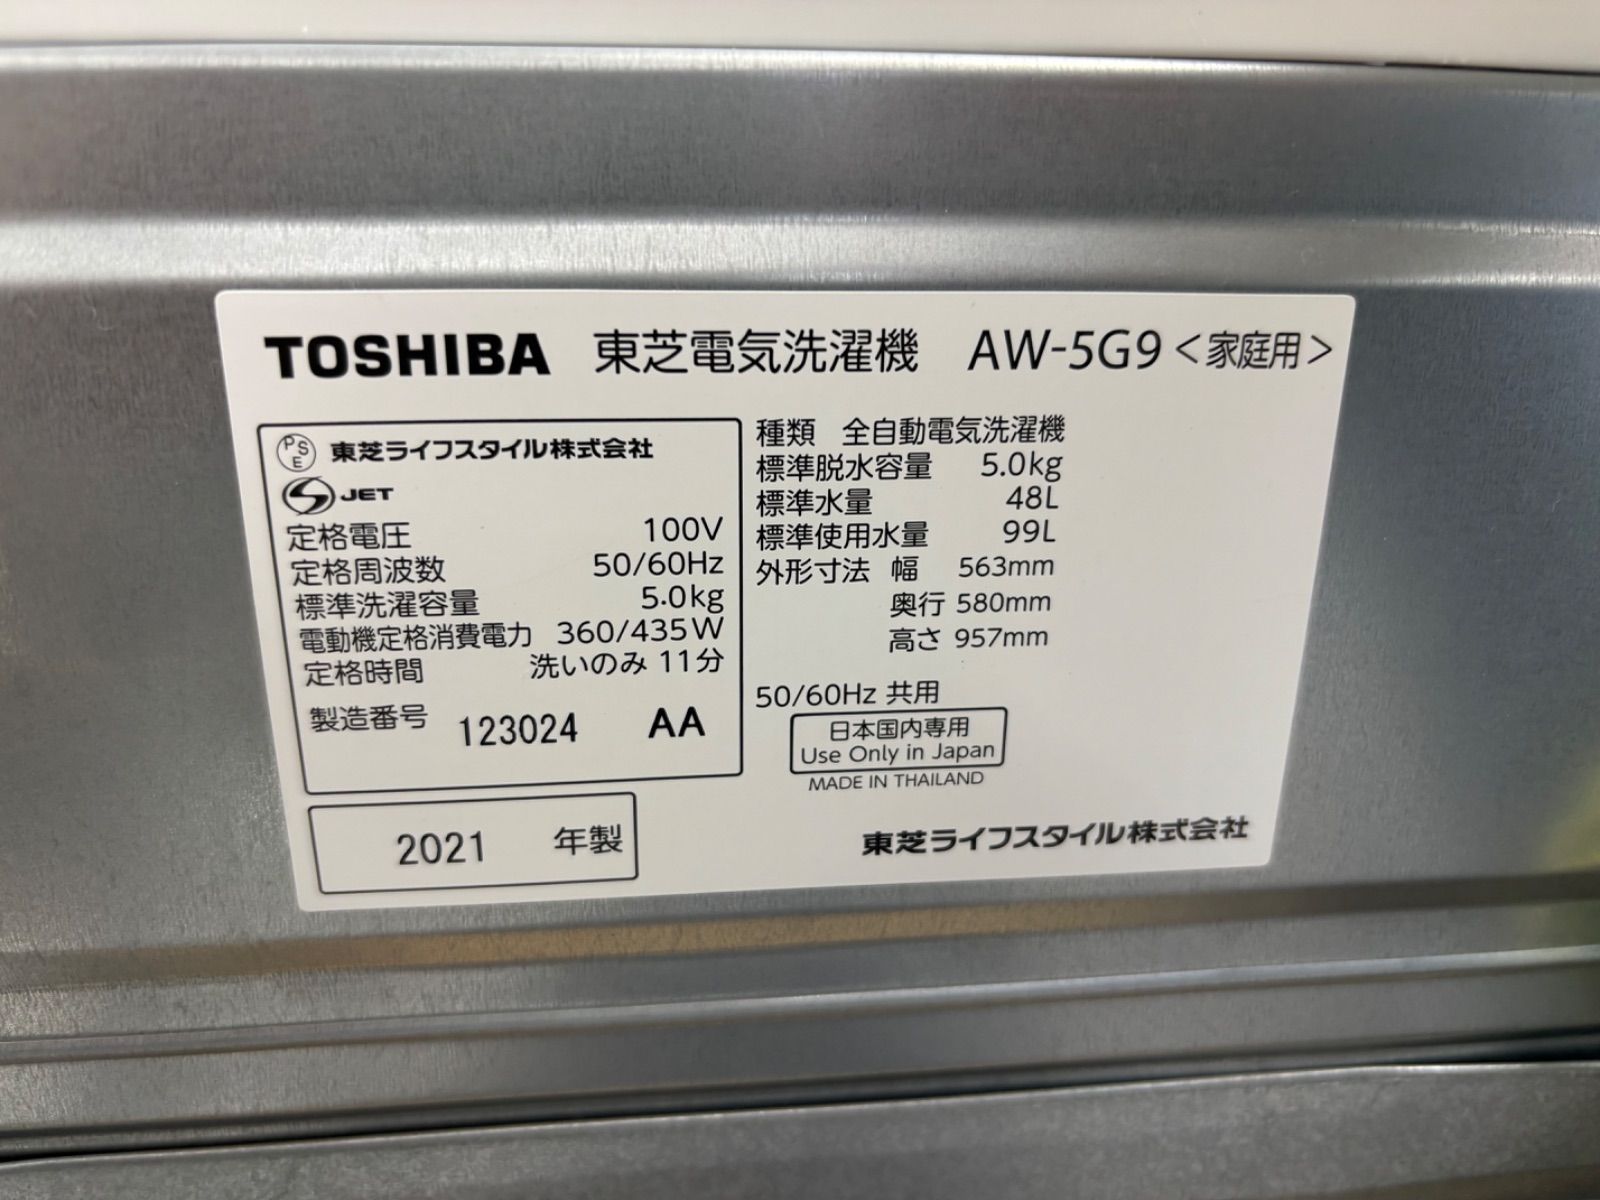 TOSHIBA 東芝電気洗濯機 AW-5G9<家庭用>
PSE 東芝ライフスタイル株式会社
S JET
定格電圧 100V
定格周波数 50/60Hz
標準洗濯容量 5.0kg
電動機定格消費電力 360/435W
定格時間 洗いのみ 11分
製造番号 123024 AA
2021 年製
種類 全自動電気洗濯機
標準脱水容量 5.0kg
標準水量 48L
標準使用水量 99L
外形寸法 幅 563mm
奥行 580mm
高さ 957mm
50/60Hz 共用
日本国内専用
Use Only in Japan
MADE IN THAILAND
東芝ライフスタイル株式会社